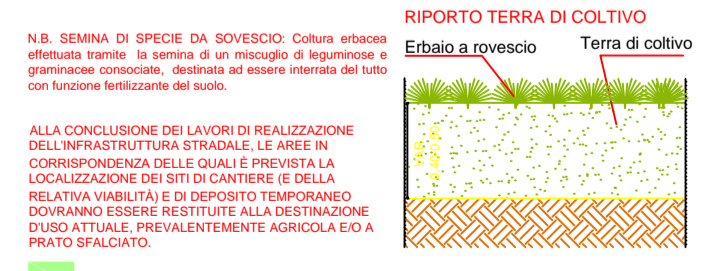 N.B. SEMINA DI SPECIE DA SOVESCIO: Coltura erbacea
effettuata tramite la semina di un miscuglio di leguminose e
graminacee consociate, destinata ad essere interrata del tutto
con funzione fertilizzante del suolo.
ALLA CONCLUSIONE DEI LAVORI DI REALIZZAZIONE
DELL'INFRASTRUTTURA STRADALE, LE AREE IN
CORRISPONDENZA DELLE QUALI È PREVISTA LA
LOCALIZZAZIONE DEI SITI DI CANTIERE (E DELLA
RELATIVA VIABILITÀ) E DI DEPOSITO TEMPORANEO
DOVRANNO ESSERE RESTITUITE ALLA DESTINAZIONE
D'USO ATTUALE, PREVALENTEMENTE AGRICOLA E/O A
PRATO SFALCIATO.
RIPORTO TERRA DI COLTIVO
Erbaio a rovescio
Terra di coltivo